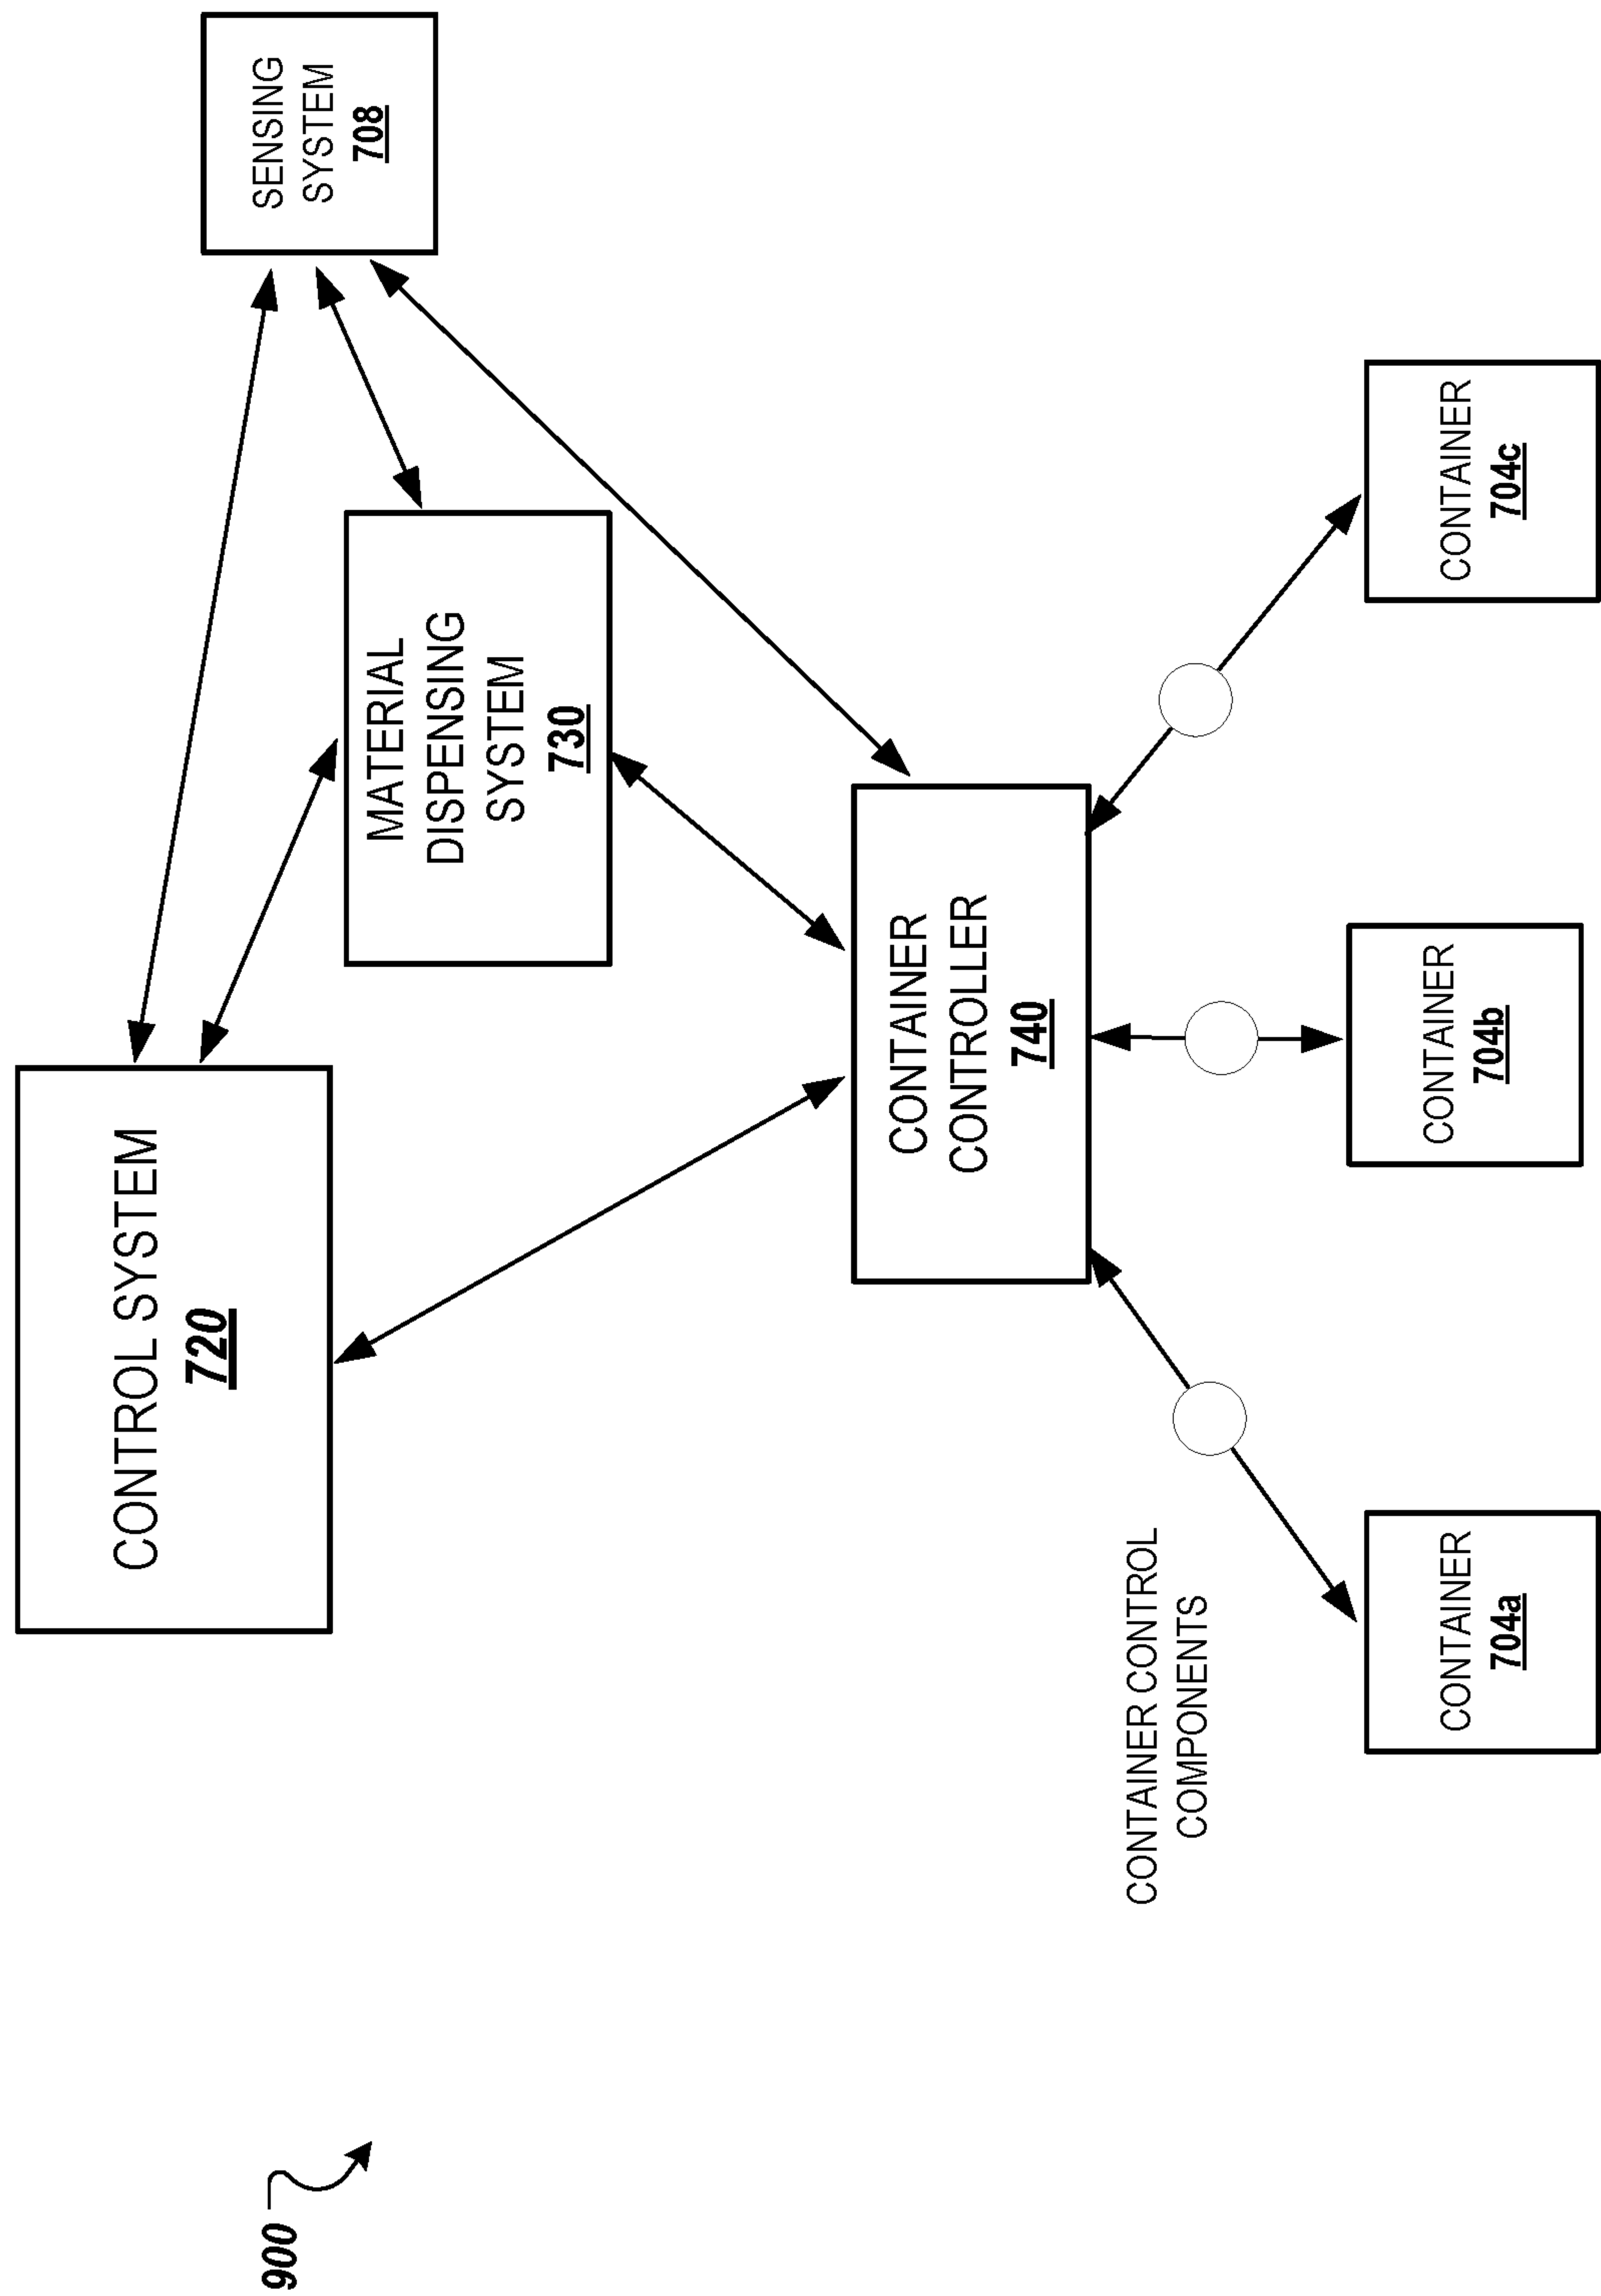 900
CONTROL SYSTEM
720
SENSING
SYSTEM
708
MATERIAL
DISPENSING
SYSTEM
730
CONTAINER
CONTROLLER
740
CONTAINER CONTROL
COMPONENTS
CONTAINER
704a
CONTAINER
704b
CONTAINER
704c